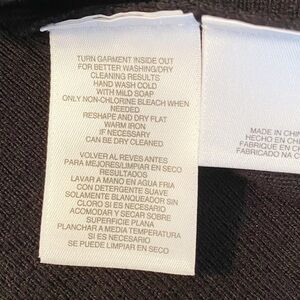 TURN GARMENT INSIDE OUT
FOR BETTER WASHING/DRY
CLEANING RESULTS
HAND WASH COLD
WITH MILD SOAP
ONLY NON-CHLORINE BLEACH WHEN
NEEDED
RESHAPE AND DRY FLAT
WARM IRON
IF NECESSARY
CAN BE DRY CLEANED
VOLVER AL REVES ANTES
PARA MEJORES/LIMPIAR EN SECO
RESULTADOS
LAVAR A MANO EN AGUA FRIA
CON DETERGENTE SUAVE
SOLAMENTE BLANQUEADOR SIN
CLORO SI ES NECESARIO
ACOMODAR Y SECAR SOBRE
SUPERFICIE PLANA
PLANCHAR A MEDIA TEMPERATURA
SI ES NECESARIO
SE PUEDE LIMPIAR EN SECO
MADE IN CH
HECHO EN CH
FABRIQUE EN C
FABRICADO NA C